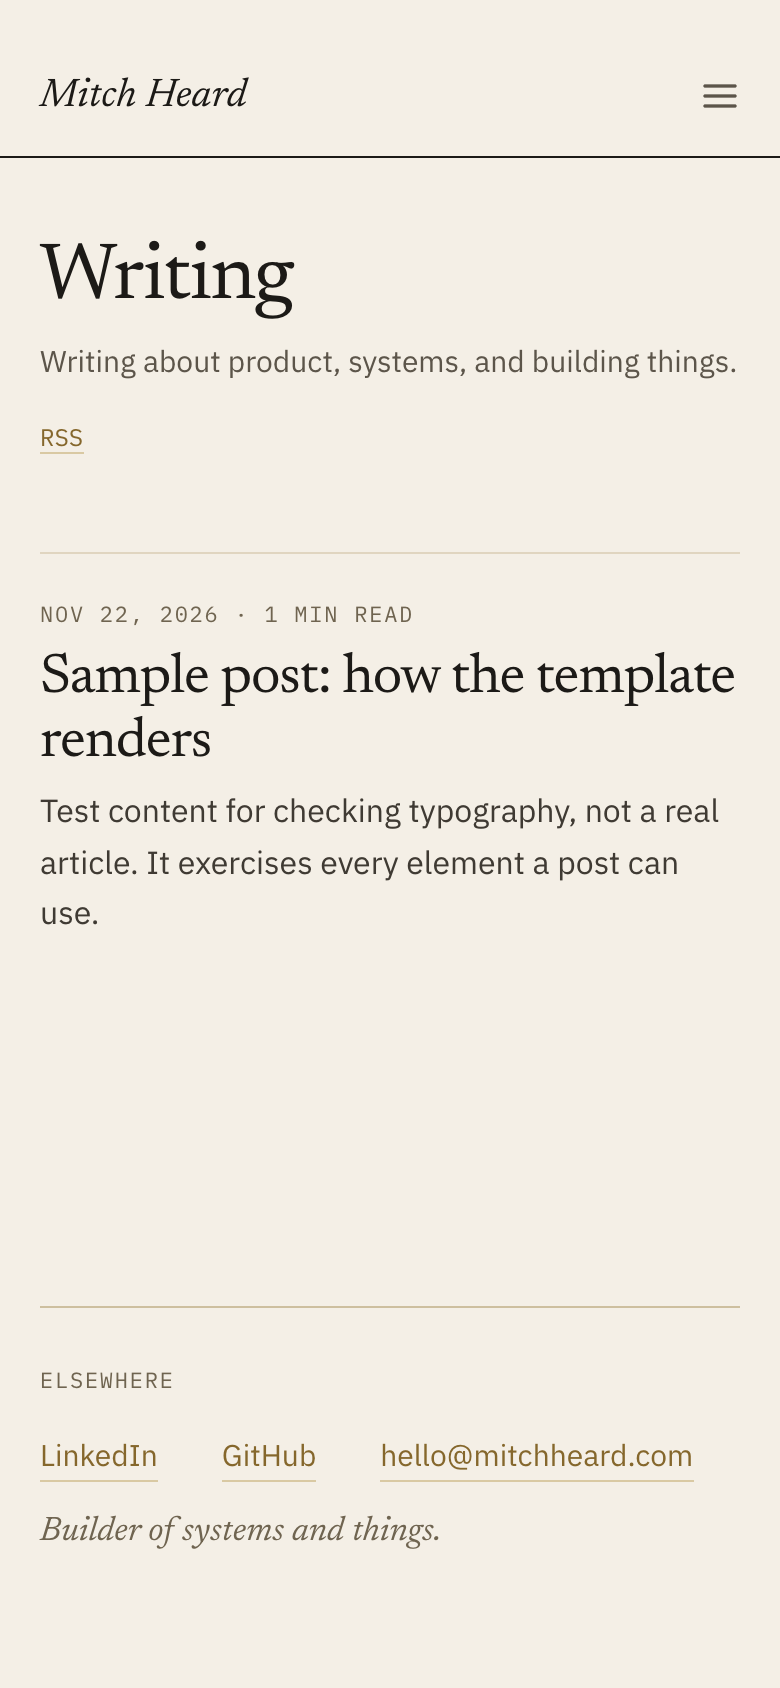 Mitch Heard
Writing
Writing about product, systems, and building things.
RSS
NOV 22, 2026 · 1 MIN READ
Sample post: how the template
renders
Test content for checking typography, not a real
article. It exercises every element a post can
use.
ELSEWHERE
LinkedIn GitHub hello@mitchheard.com
Builder of systems and things.